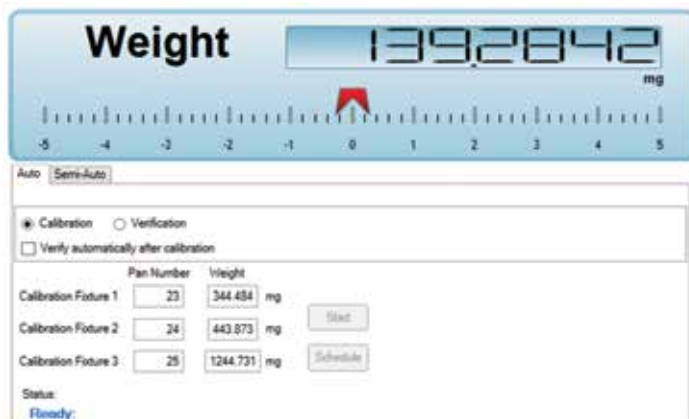 Weight 139.2842
mg
-5 -4 -3 -2 -1 0 1 2 3 4 5
Auto Semi-Auto
Calibration Verification
Verify automatically after calibration
Pan Number Weight
Calibration Fixture 1 23 344.484 mg
Start
Calibration Fixture 2 24 443.873 mg
Calibration Fixture 3 25 1244.731 mg Schedule
Status:
Ready: